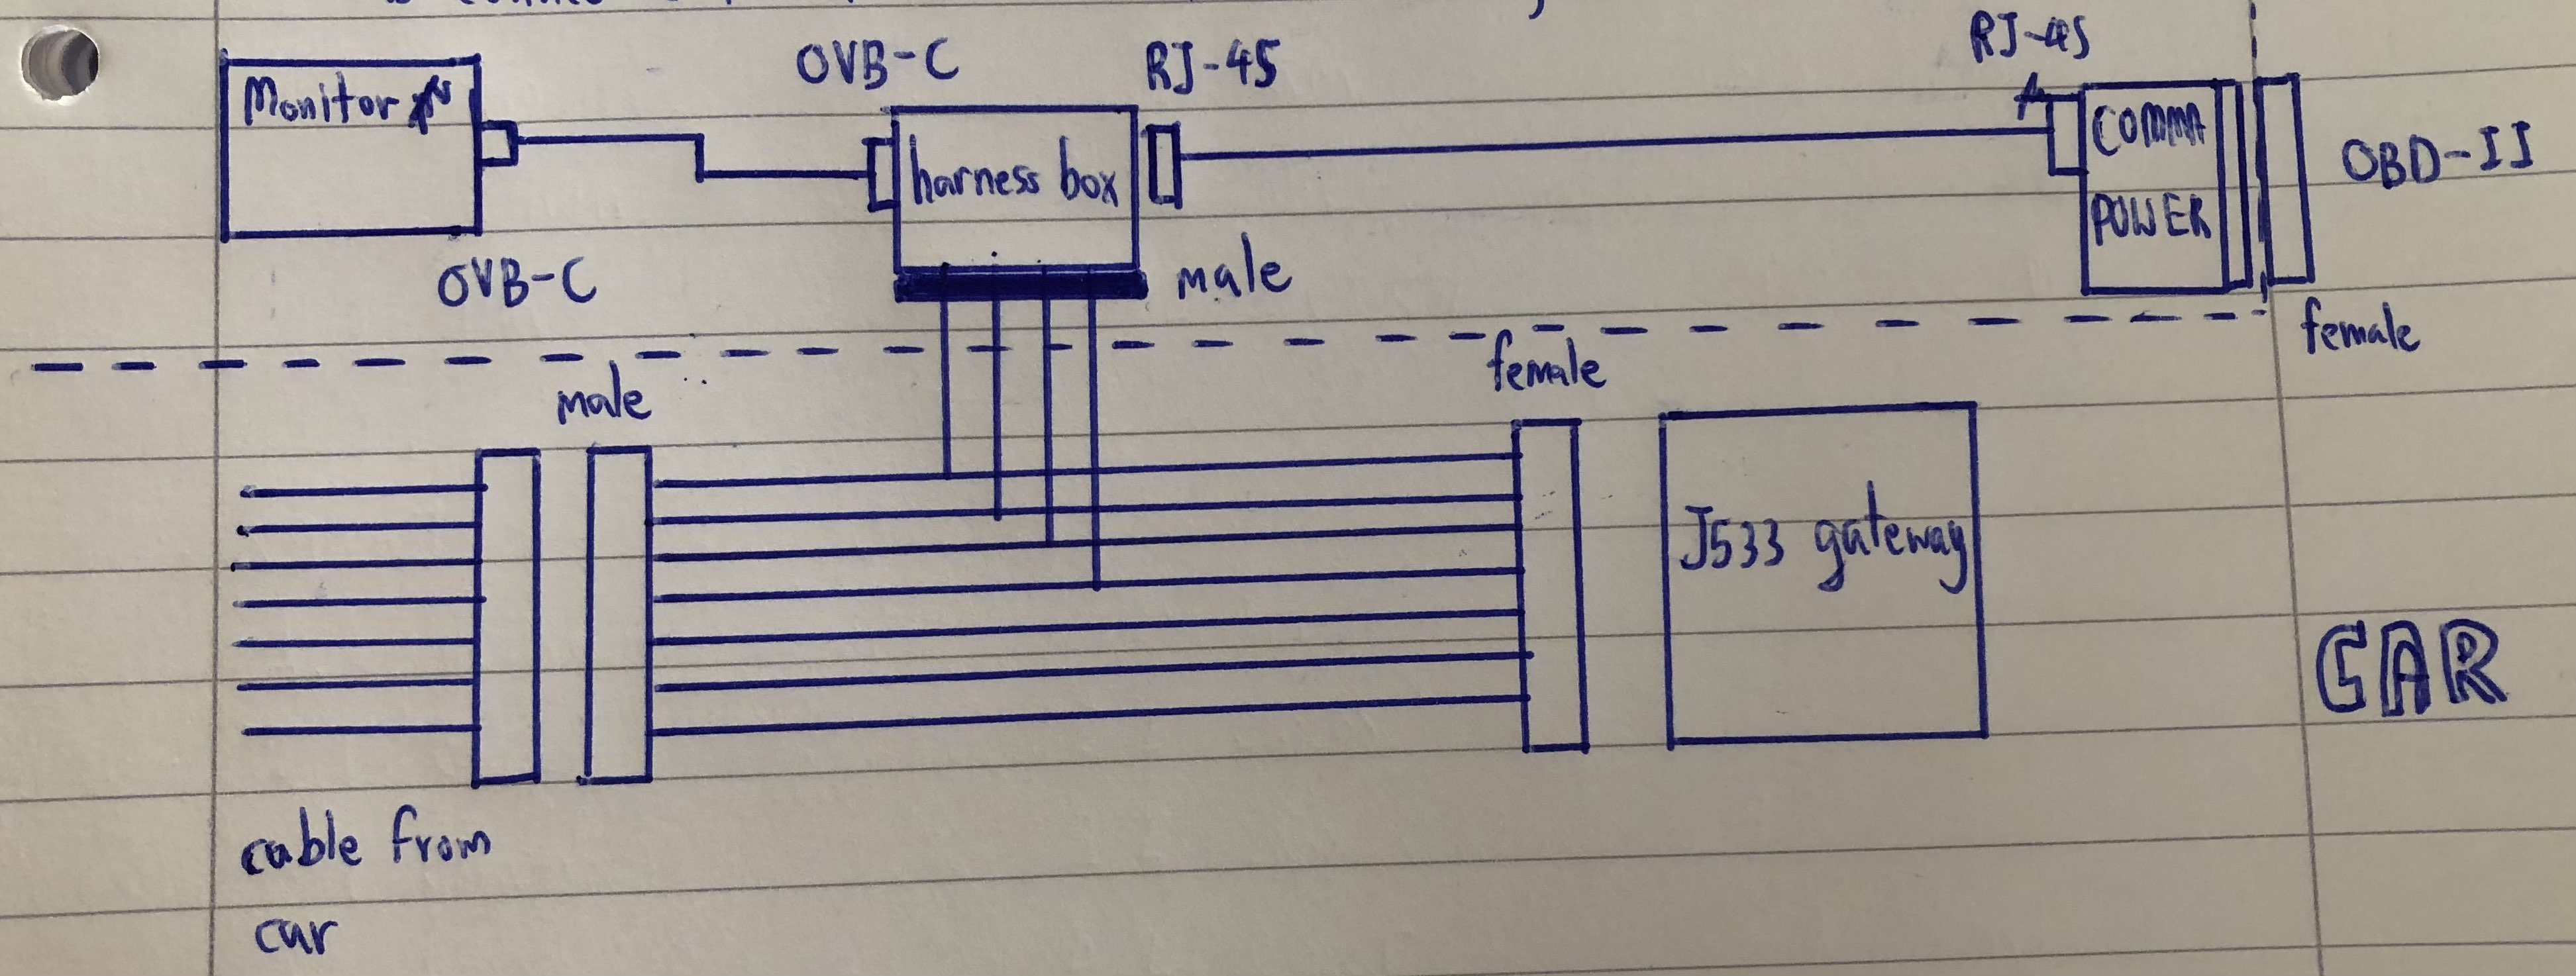 Monitor
OVB-C
OVB-C
RJ-45
harness box
male
RJ-45
COMMA
POWER
OBD-II
female
male
female
J533 gateway
CAR
cable from
car